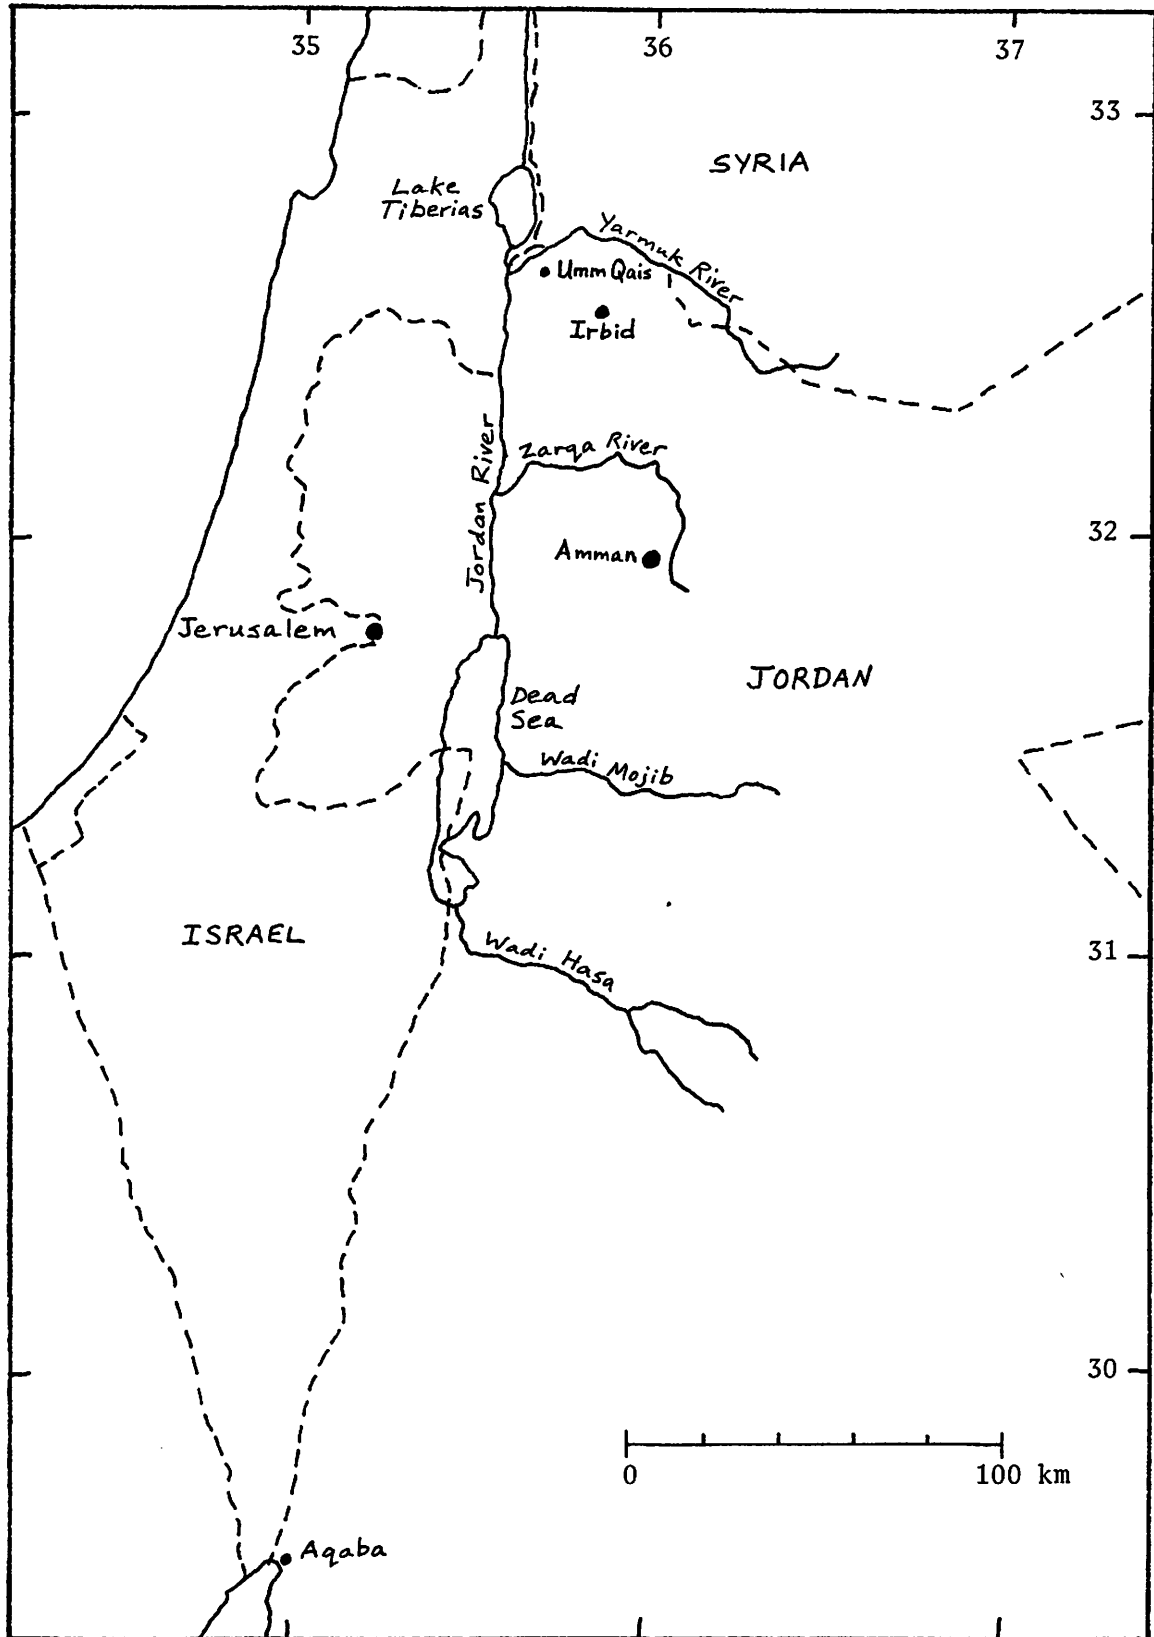 35
36
37
33
SYRIA
Lake
Tiberias
Yarmuk River
Umm Qais
Irbid
Jordan River
Zarqa River
32
Amman
Jerusalem
JORDAN
Dead
Sea
Wadi Mojib
ISRAEL
31
Wadi Hasa
30
0
100 km
Aqaba